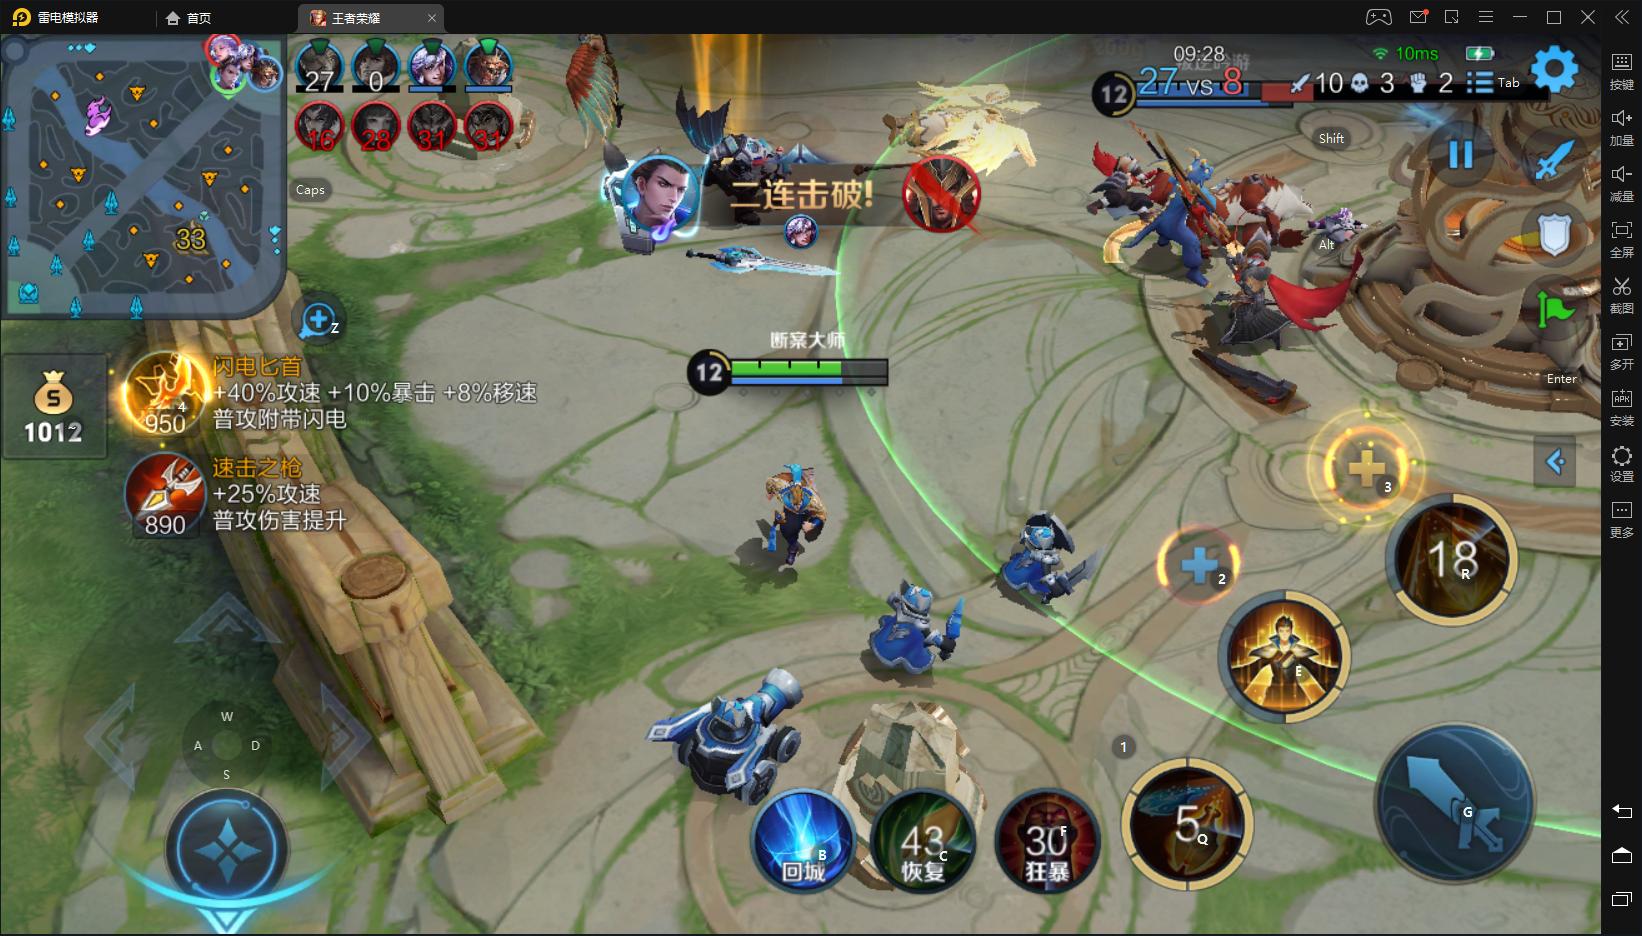 雷电模拟器
首页
王者荣耀
27
0
16
28
31
31
Caps
33
Z
二连击破!
09:28
10ms
12
27 vs 8
10
3
2
Tab
Shift
Alt
Enter
断案大师
12
S
1012
闪电匕首
+40%攻速 +10%暴击 +8%移速
普攻附带闪电
4
950
速击之枪
+25%攻速
普攻伤害提升
890
W
A
D
S
3
2
18
R
E
1
G
5
Q
B
回城
43
C
恢复
30
F
狂暴
按键
加量
减量
全屏
截图
多开
APK
安装
设置
更多